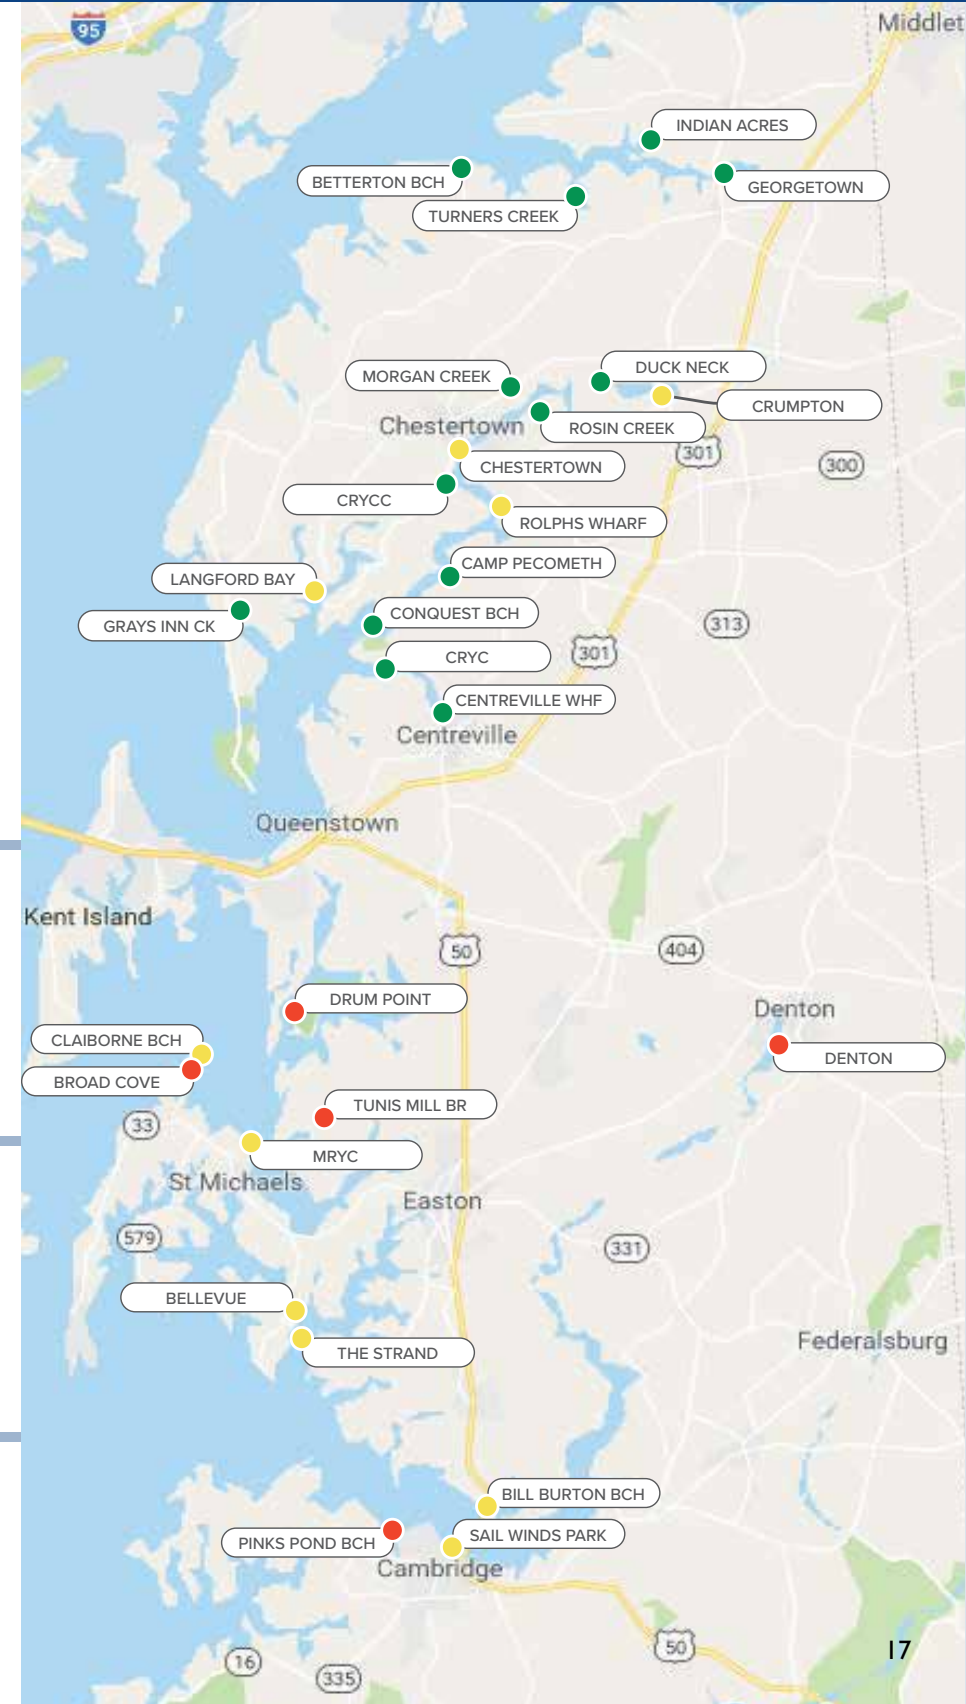 95
Middlet
INDIAN ACRES
BETTERTON BCH
GEORGETOWN
TURNERS CREEK
DUCK NECK
MORGAN CREEK
CRUMPTON
Chestertown
ROSIN CREEK
301
300
CHESTERTOWN
CRYCC
ROLPHS WHARF
CAMP PECOMETH
LANGFORD BAY
CONQUEST BCH
GRAYS INN CK
313
301
CRYC
CENTREVILLE WHF
Centreville
Queenstown
Kent Island
50
404
DRUM POINT
Denton
CLAIBORNE BCH
DENTON
BROAD COVE
TUNIS MILL BR
33
MRYC
St Michaels
Easton
579
331
BELLEVUE
Federalsburg
THE STRAND
BILL BURTON BCH
SAIL WINDS PARK
PINKS POND BCH
Cambridge
50
17
16
335